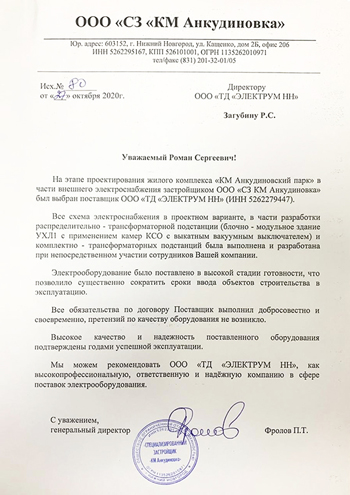 ООО «СЗ «КМ Анкудиновка»
Юр. адрес: 603152, г. Нижний Новгород, ул. Кащенко, дом 2Б, офис 206
ИНН 5262295167, КПП 526101001, ОГРН 1135262010971
тел/факс (831) 201-32-01/05
Исх.№ 80
от «27» октября 2020г.
Директору
ООО «ТД «ЭЛЕКТРУМ НН»
Загубину Р.С.
Уважаемый Роман Сергеевич!
На этапе проектирования жилого комплекса «КМ Анкудиновский парк» в
части внешнего электроснабжения застройщиком ООО «СЗ КМ Анкудиновка»
был выбран поставщик ООО «ТД «ЭЛЕКТРУМ НН» (ИНН 5262279447).
Все схема электроснабжения в проектном варианте, в части разработки
распределительно - трансформаторной подстанции (блочно - модульное здание
УХЛ1 с применением камер КСО с выкатным вакуумным выключателем) и
комплектно - трансформаторных подстанций была выполнена и разработана
при непосредственном участии сотрудников Вашей компании.
Электрооборудование было поставлено в высокой стадии готовности, что
позволило существенно сократить сроки ввода объектов строительства в
эксплуатацию.
Все обязательства по договору Поставщик выполнил добросовестно и
своевременно, претензий по качеству оборудования не возникло.
Высокое качество и надежность поставленного оборудования
подтверждены годами успешной эксплуатации.
Мы можем рекомендовать ООО «ТД «ЭЛЕКТРУМ НН», как
высокопрофессиональную, ответственную и надёжную компанию в сфере
поставок электрооборудования.
С уважением,
генеральный директор
Фролов П.Т.
СПЕЦИАЛИЗИРОВАННЫЙ
ЗАСТРОЙЩИК
«КМ Анкудиновка»